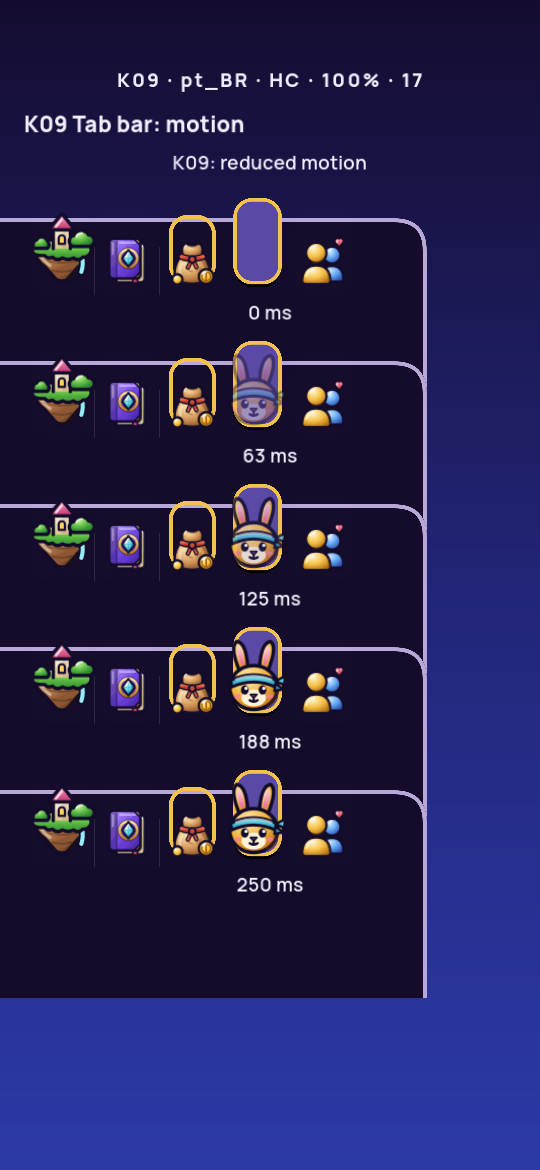 K09 · pt_BR · HC · 100% · 17
K09 Tab bar: motion
K09: reduced motion
0 ms
63 ms
125 ms
188 ms
250 ms